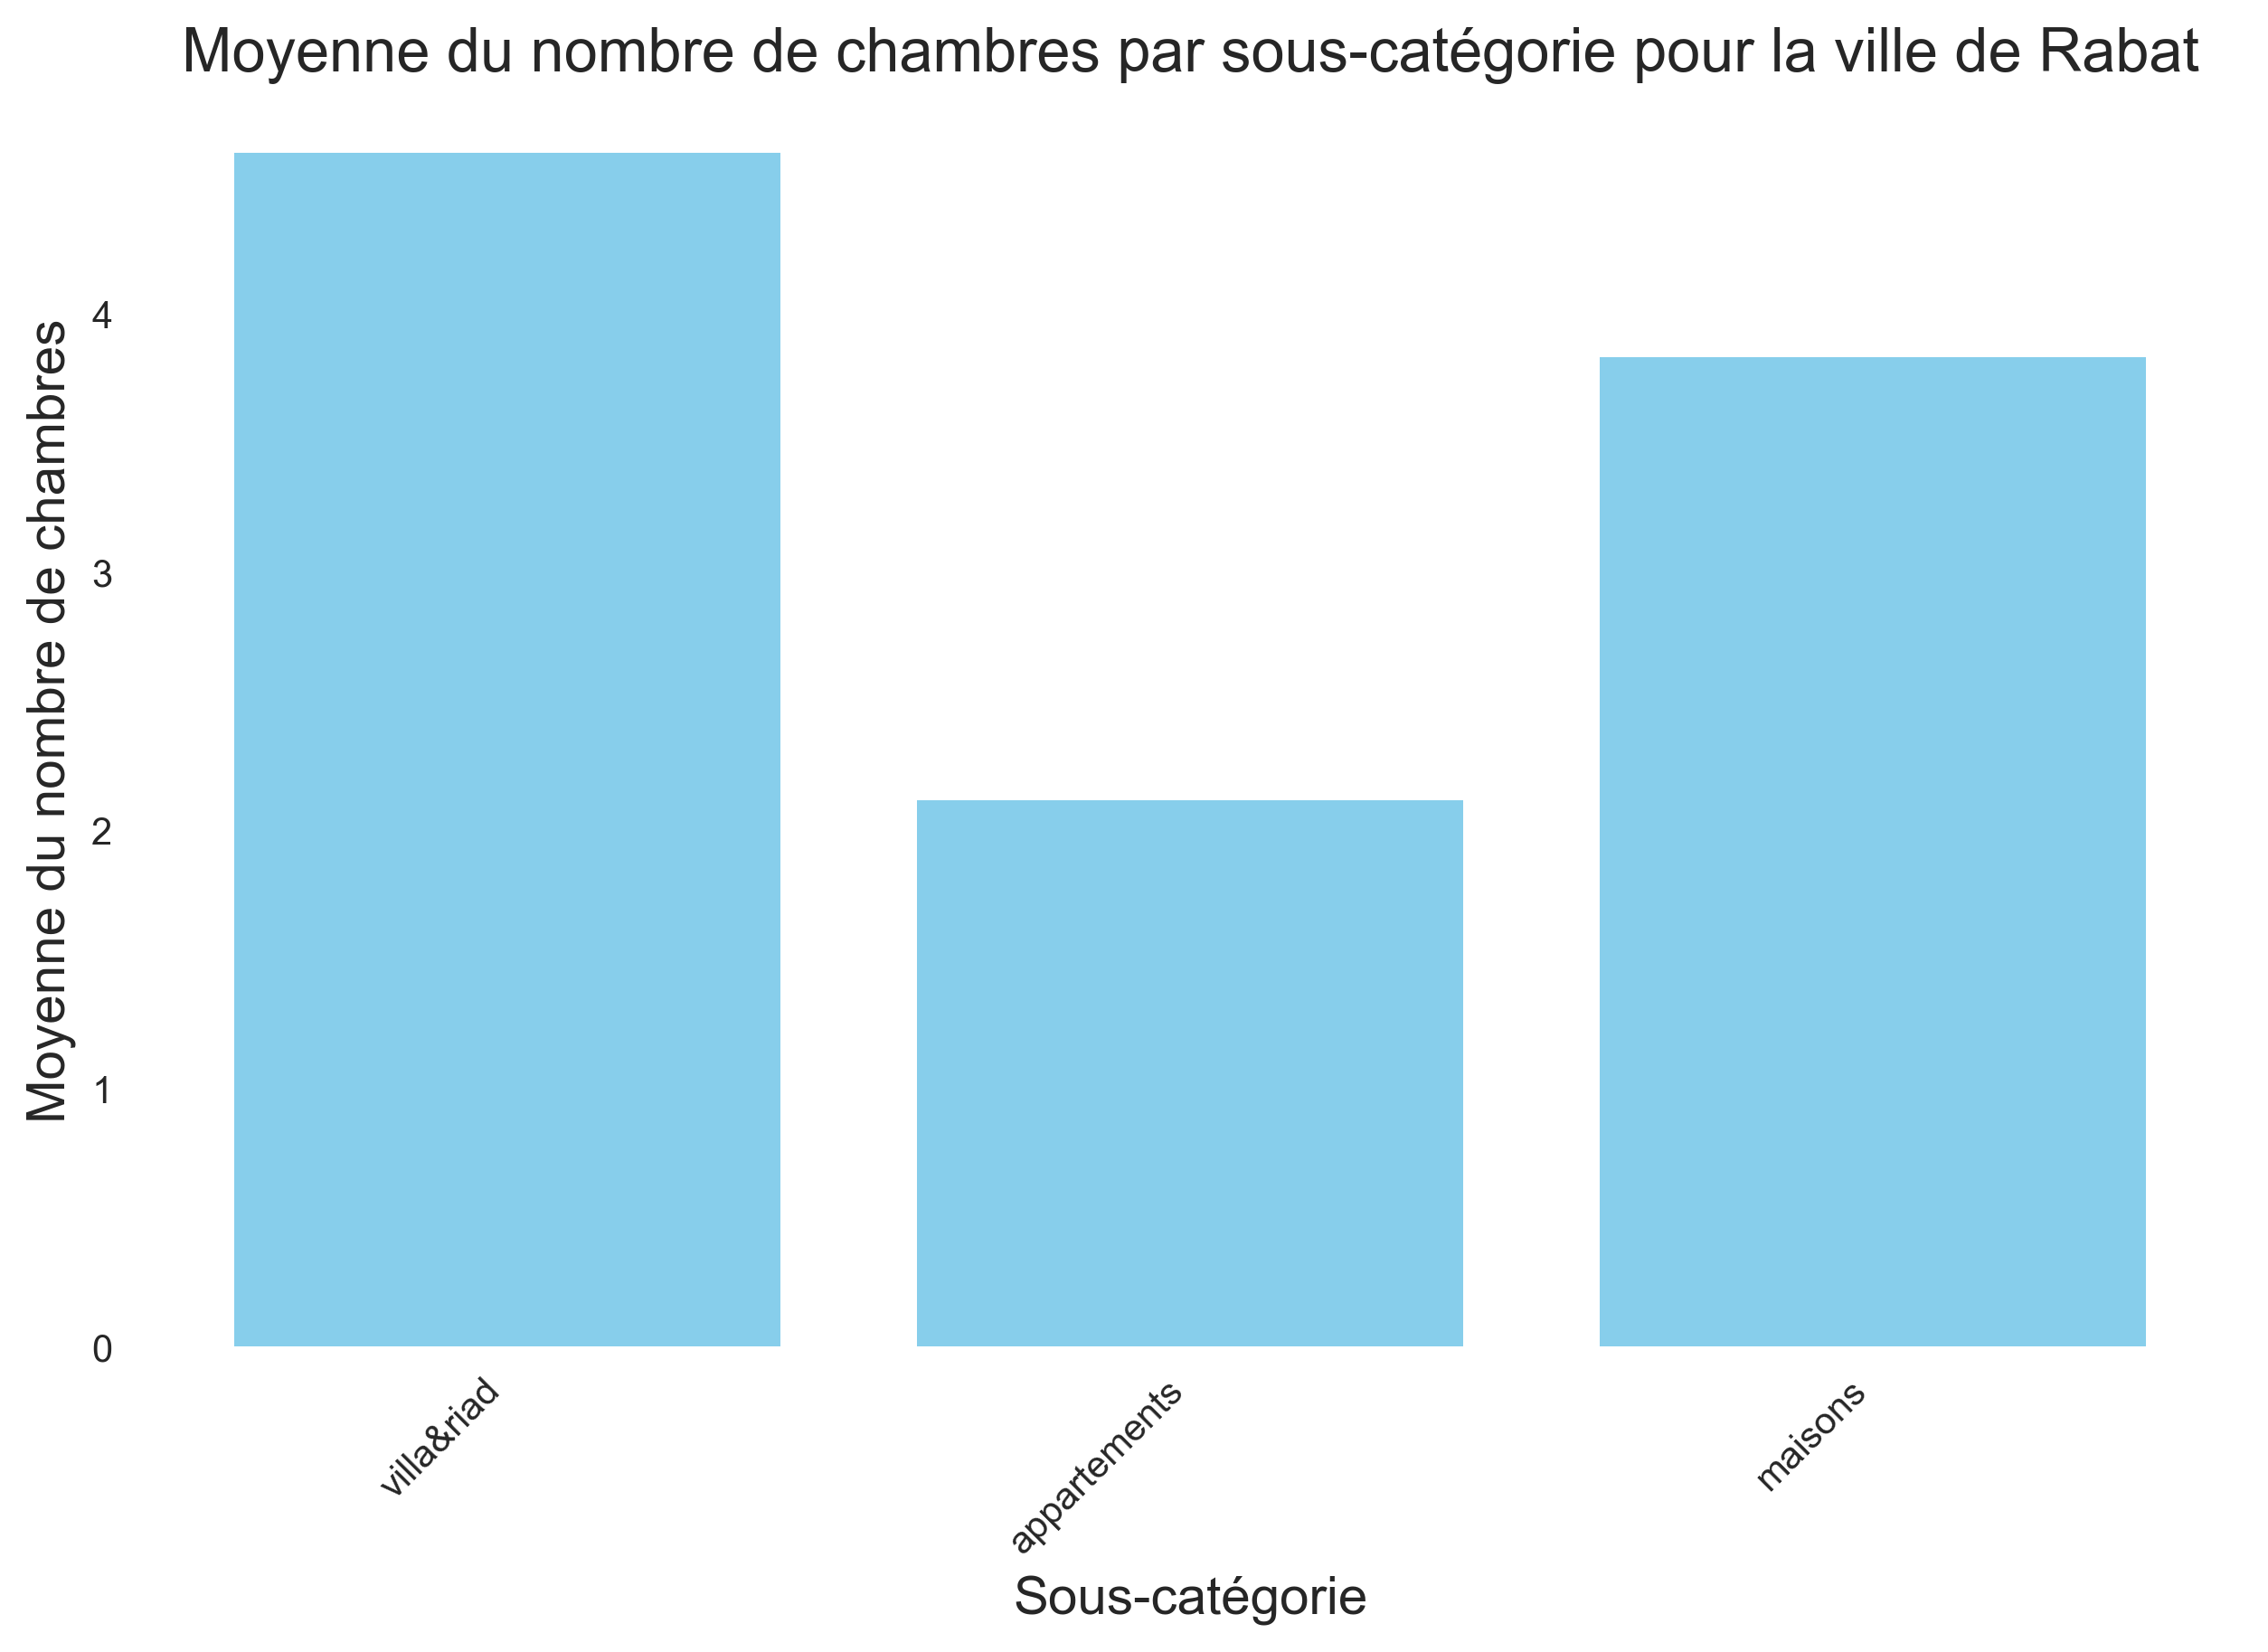 Moyenne du nombre de chambres par sous-catégorie pour la ville de Rabat
Moyenne du nombre de chambres
4
3
2
1
0
villa&riad
appartements
maisons
Sous-catégorie